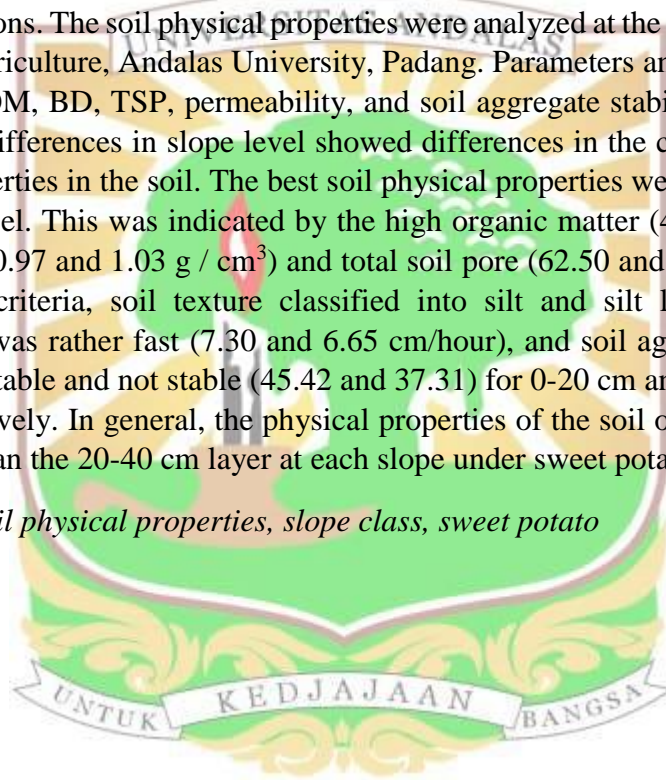 ons. The soil physical properties were analyzed at the
UNIVERSITAS ANDALAS
riculture, Andalas University, Padang. Parameters an
OM, BD, TSP, permeability, and soil aggregate stabi
ifferences in slope level showed differences in the c
erties in the soil. The best soil physical properties we
el. This was indicated by the high organic matter (4
0.97 and 1.03 g / cm³) and total soil pore (62.50 and
criteria, soil texture classified into silt and silt l
was rather fast (7.30 and 6.65 cm/hour), and soil ag
table and not stable (45.42 and 37.31) for 0-20 cm an
vely. In general, the physical properties of the soil o
an the 20-40 cm layer at each slope under sweet pota
il physical properties, slope class, sweet potato
UNTUK KEDJAJAAN BANGSA